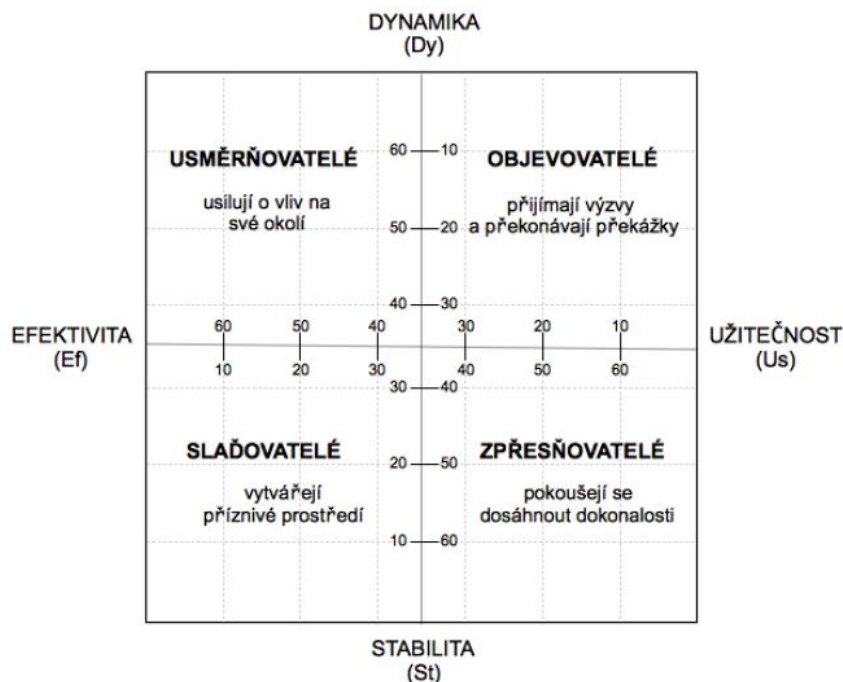 DYNAMIKA
(Dy)
USMĚRŇOVATELÉ
60
10
OBJEVOVATELÉ
usilují o vliv na
své okolí
přijímají výzvy
a překonávají překážky
50
20
40
30
EFEKTIVITA
(Ef)
60 50 40 30 20 10
10 20 30 40 50 60
UŽITEČNOST
(Us)
30
40
SLAĎOVATELÉ
ZPŘESŇOVATELÉ
20
50
vytvářejí
příznivé prostředí
pokoušejí se
dosáhnout dokonalosti
10
60
STABILITA
(St)